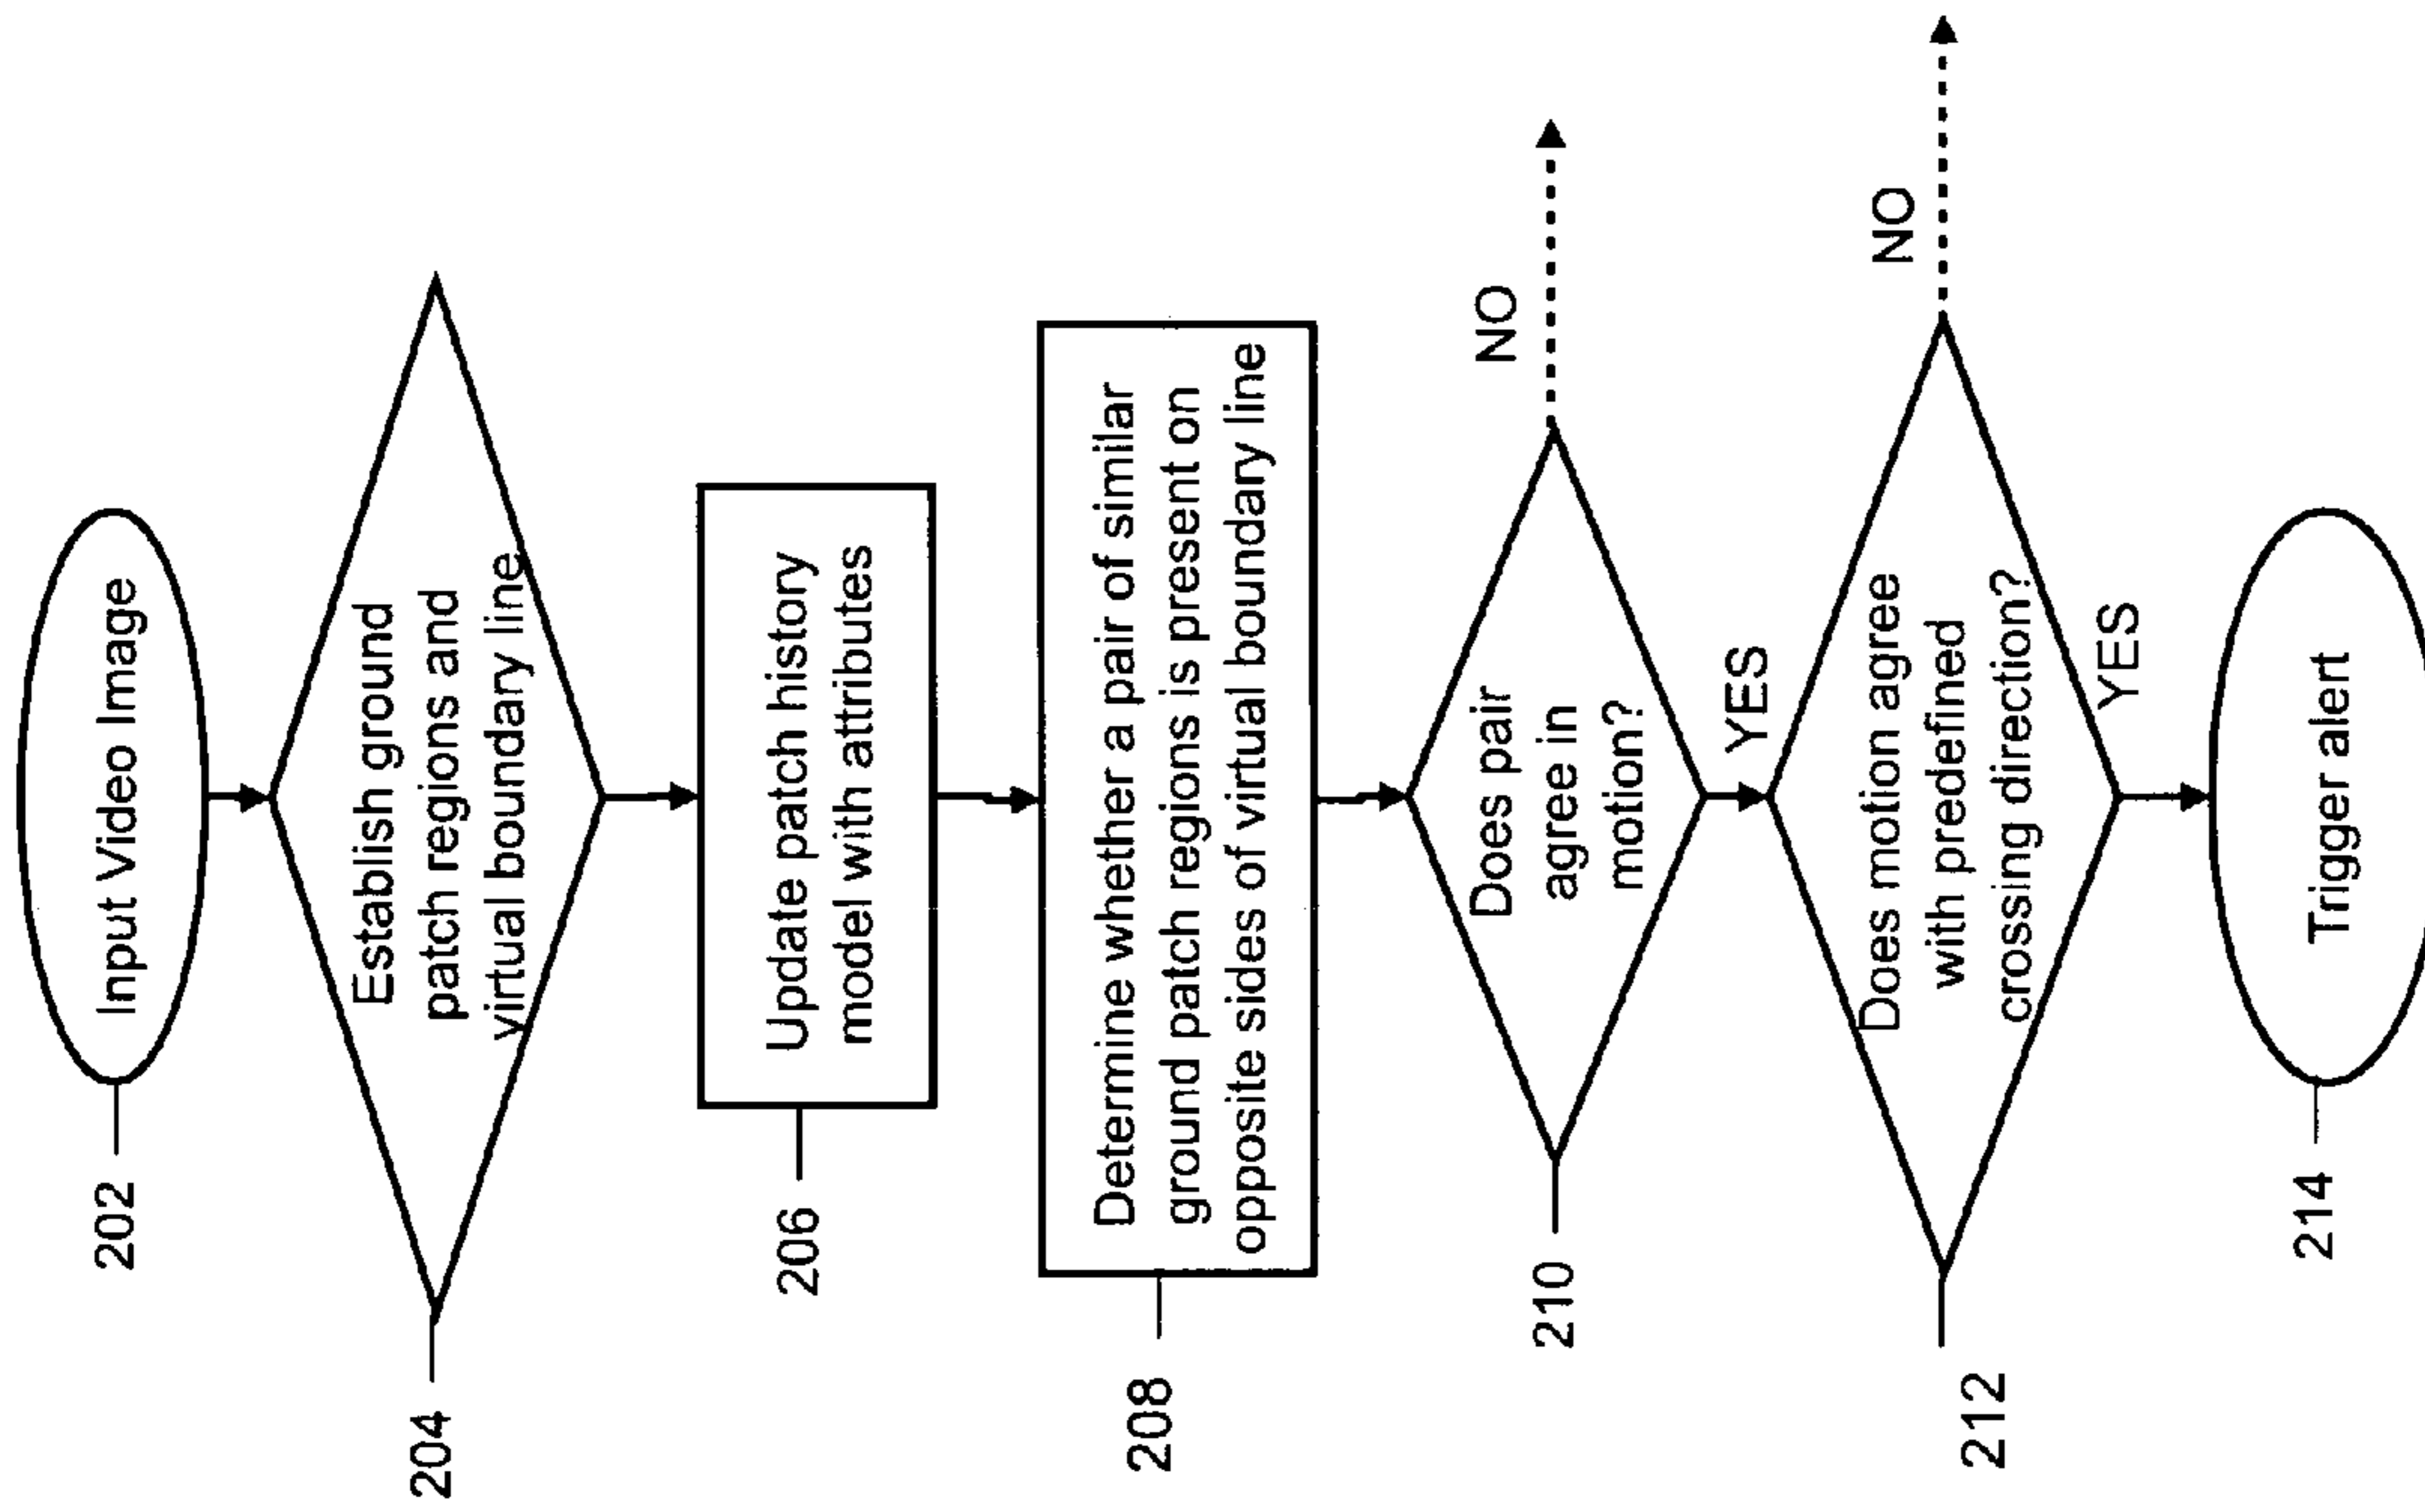 202
Input Video Image
204
Establish ground
patch regions and
virtual boundary line
206
Update patch history
model with attributes
208
Determine whether a pair of similar
ground patch regions is present on
opposite sides of virtual boundary line
210
Does pair
agree in
motion?
NO
YES
212
Does motion agree
with predefined
crossing direction?
NO
YES
214
Trigger alert